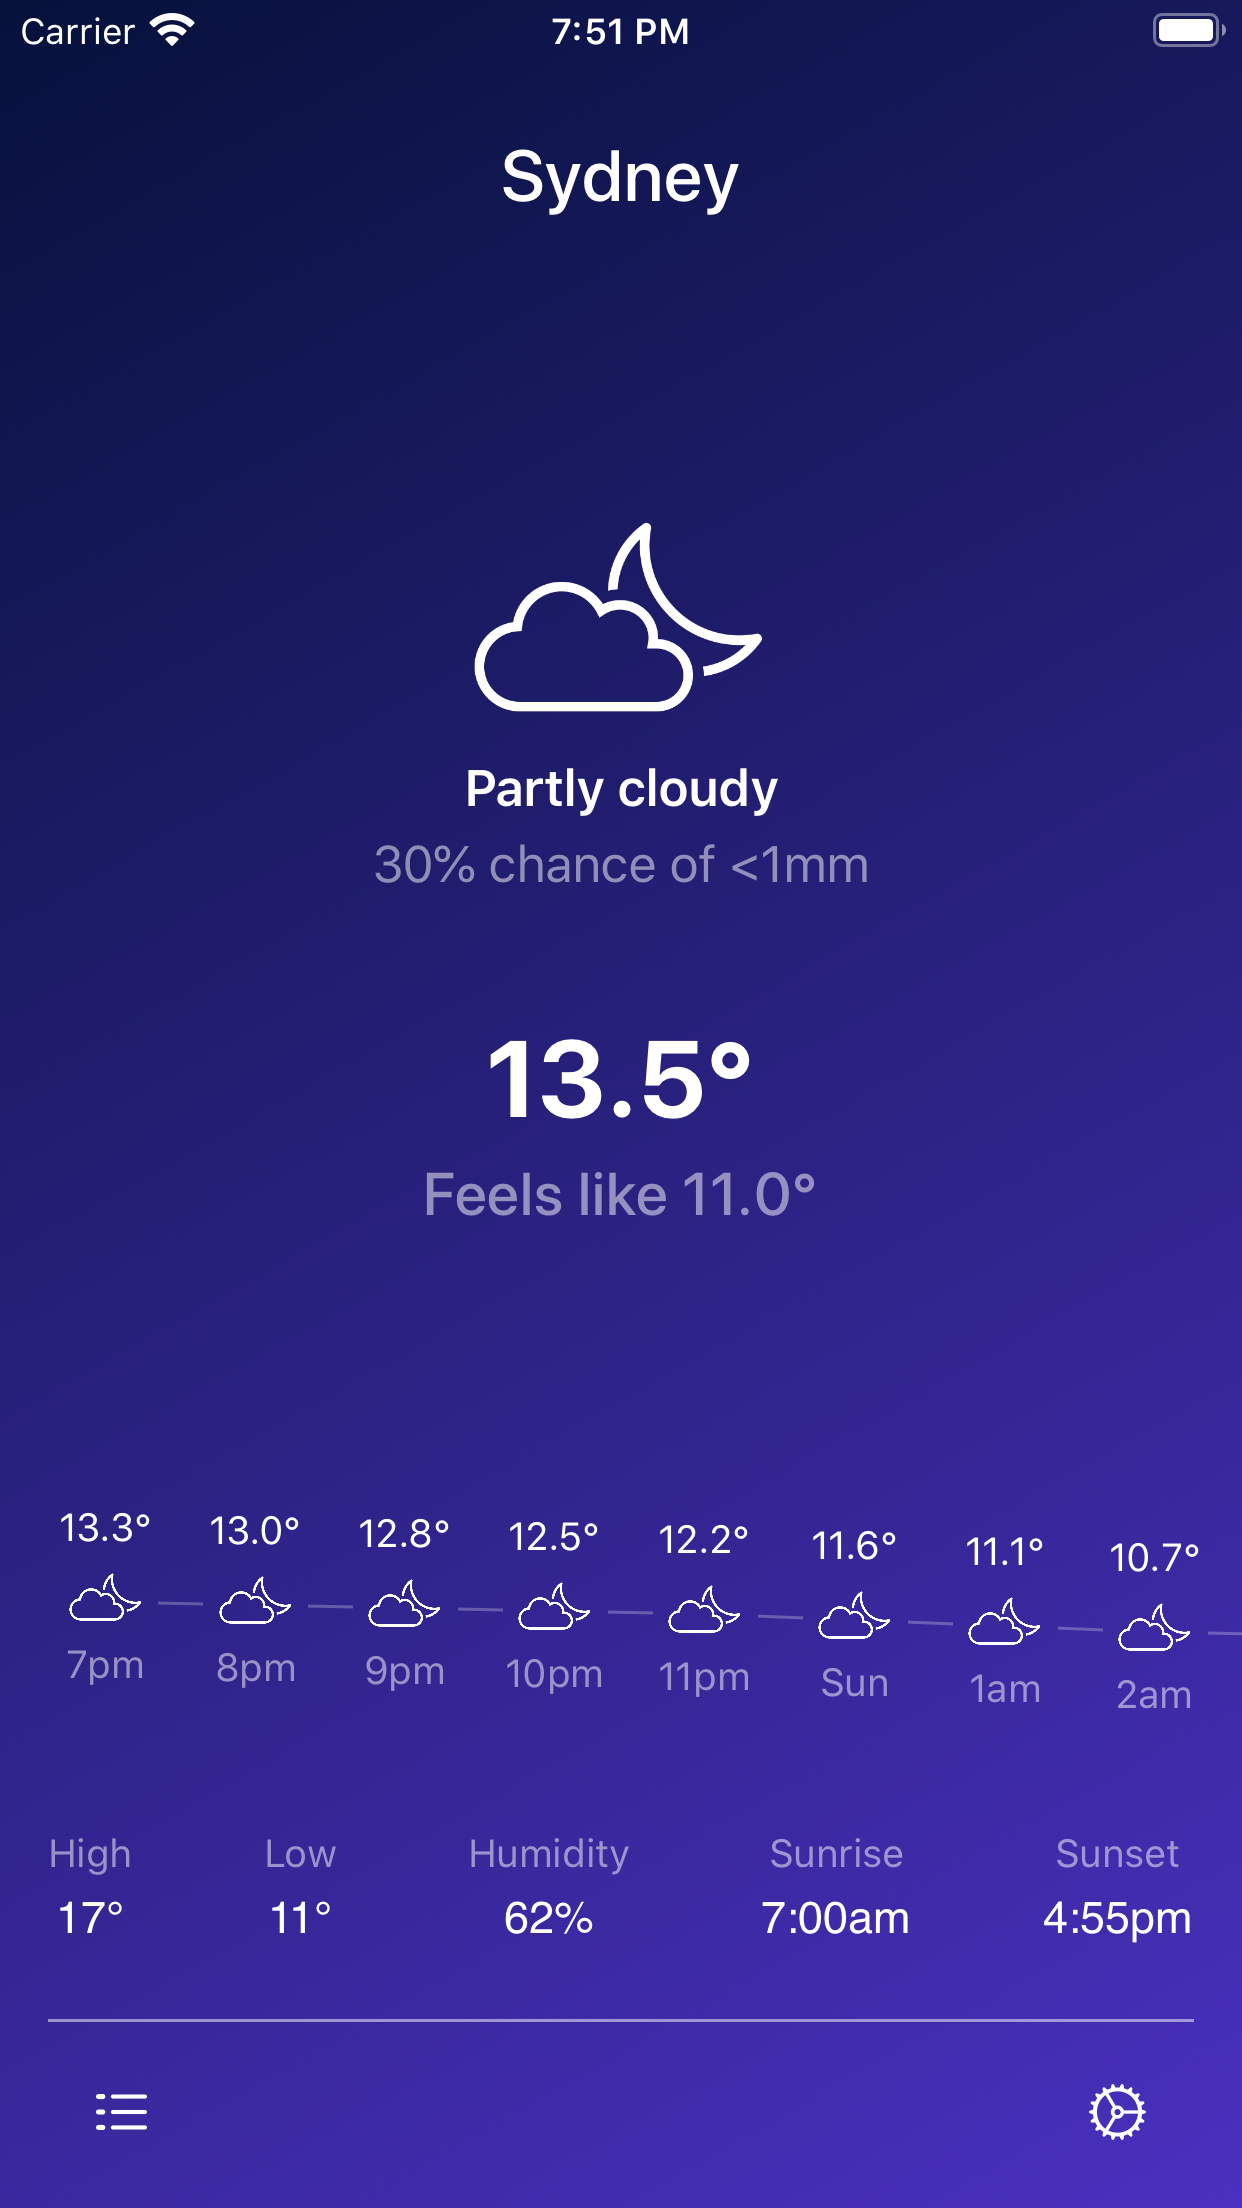 Carrier 7:51 PM
Sydney
Partly cloudy
30% chance of <1mm
13.5°
Feels like 11.0°
13.3° 13.0° 12.8° 12.5° 12.2° 11.6° 11.1° 10.7°
7pm 8pm 9pm 10pm 11pm Sun 1am 2am
High Low Humidity Sunrise Sunset
17° 11° 62% 7:00am 4:55pm